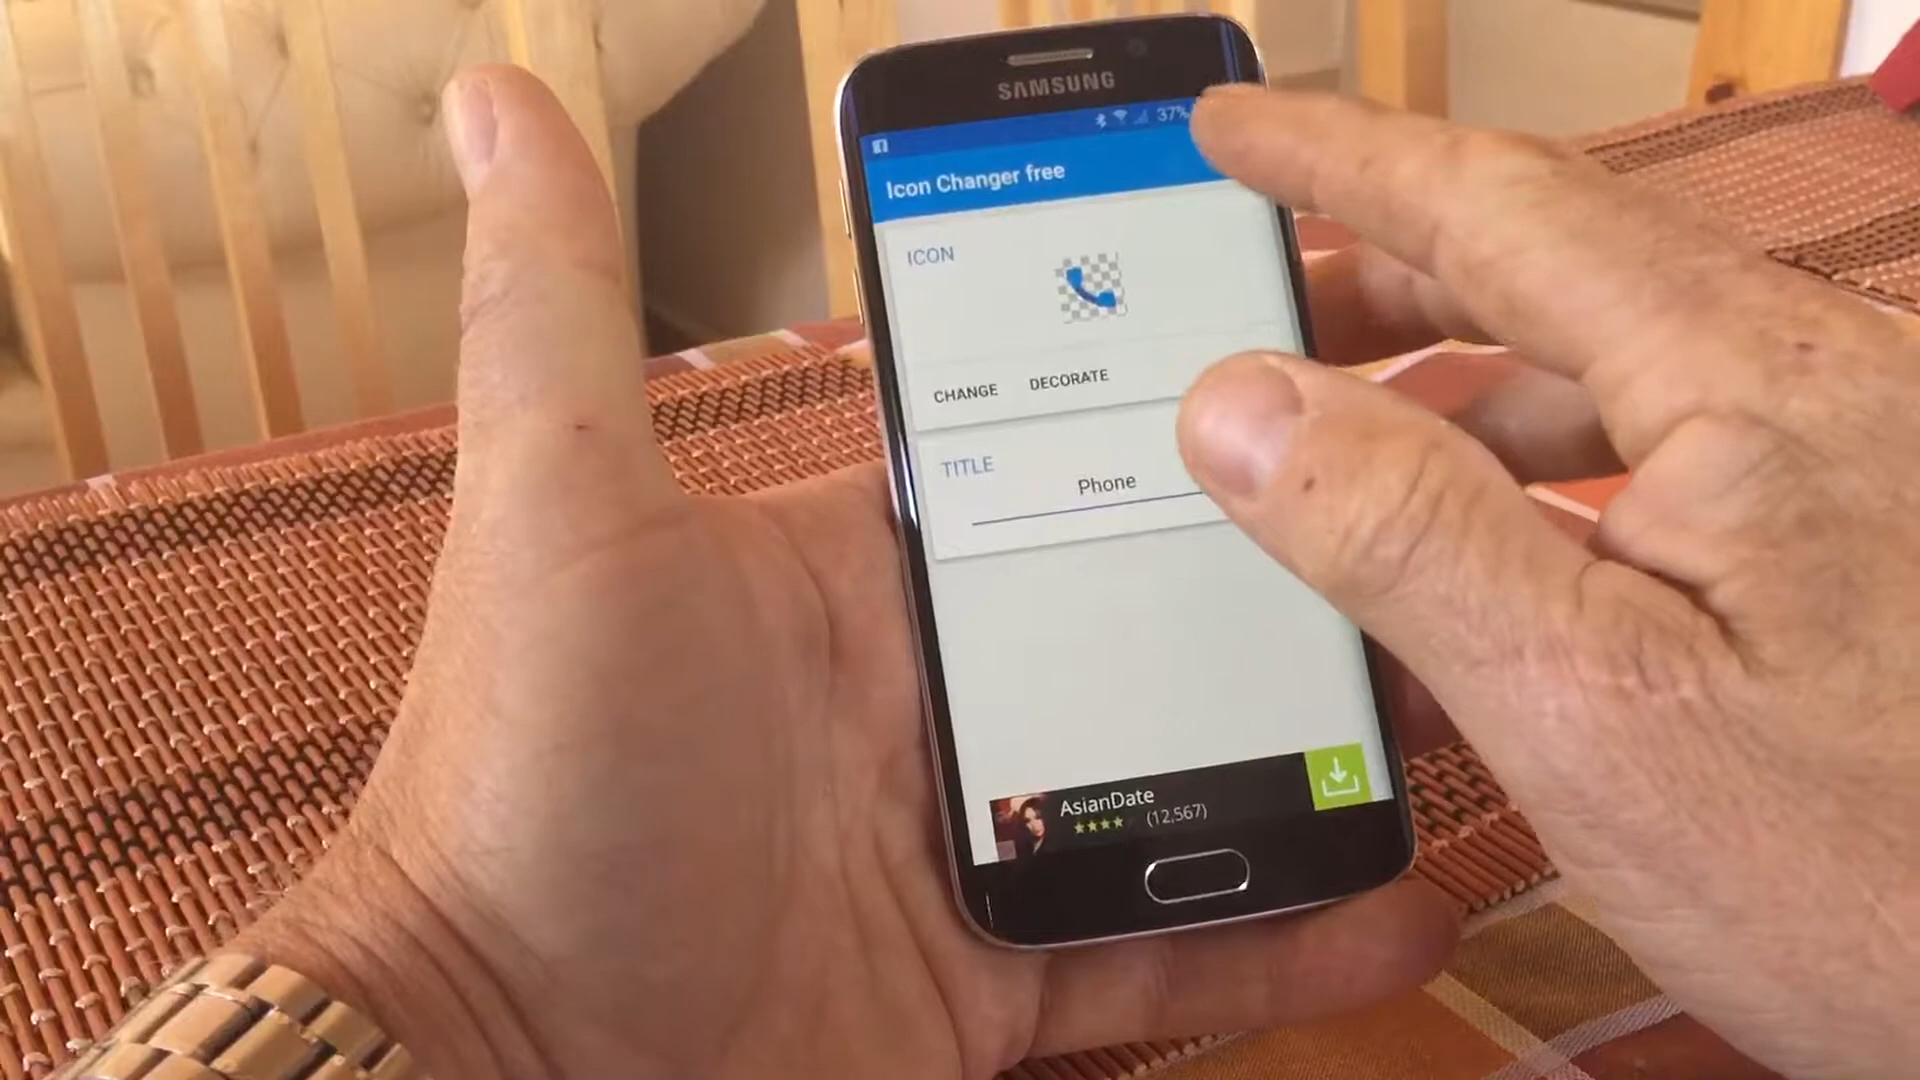 SAMSUNG
37%
Icon Changer free
ICON
CHANGE DECORATE
TITLE
Phone
AsianDate
(12,567)